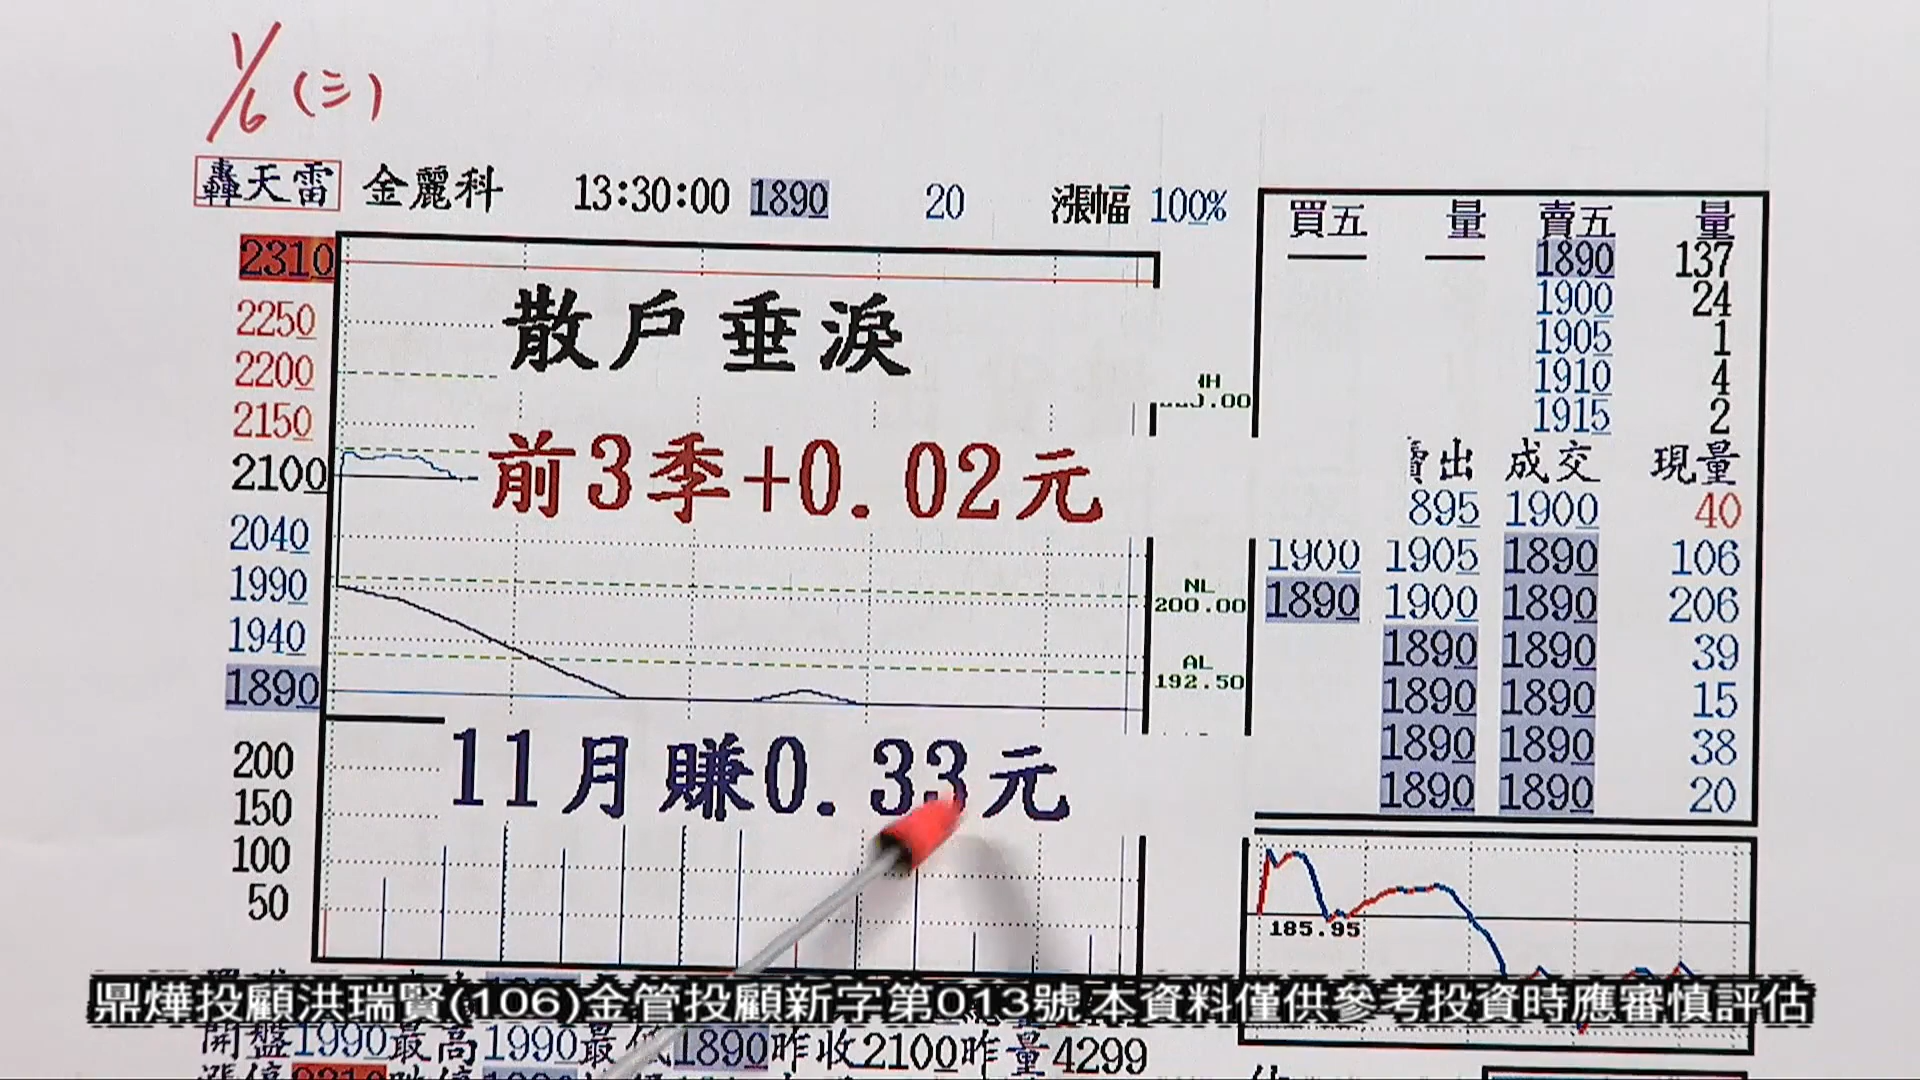 1/6 (三)
轟天雷 金麗科 13:30:00 1890 20 漲幅 100%
2310
2250
2200
2150
2100
2040
1990
1940
1890
200
150
100
50
散戶垂淚
前3季+0.02元
11月賺0.33元
NL
200.00
AL
192.50
買五 量 賣五 量
1890 137
1900 24
1905 1
1910 4
1915 2
出 成交 現量
895 1900 40
1900 1905 1890 106
1890 1900 1890 206
1890 1890 39
1890 1890 15
1890 1890 38
1890 1890 20
185.95
鼎燁投顧洪瑞賢(106)金管投顧新字第013號 本資料僅供參考投資時應審慎評估
開盤1990最高1990最低1890昨收2100昨量4299